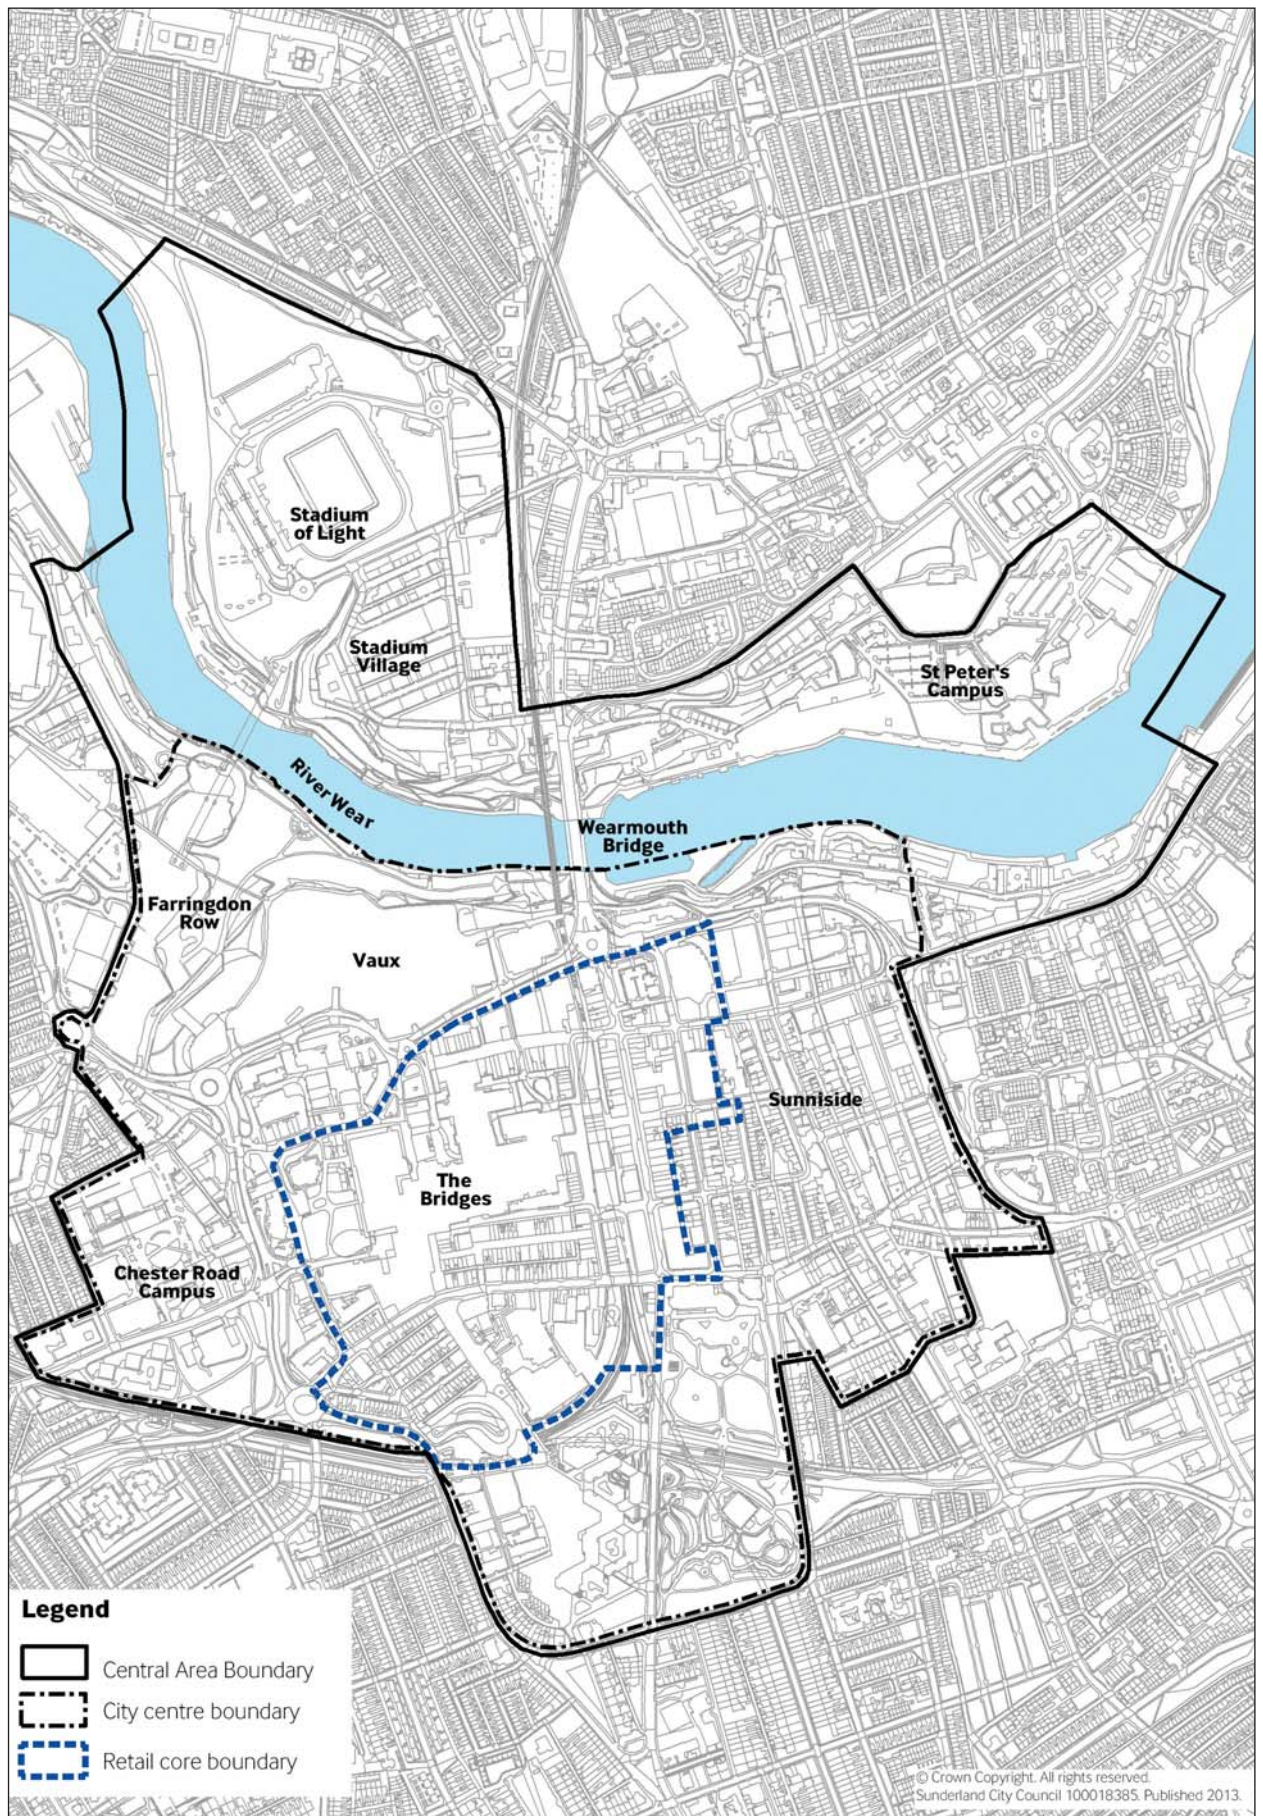 Stadium
of Light
Stadium
Village
St Peter's
Campus
River Wear
Wearmouth
Bridge
Farringdon
Row
Vaux
Sunniside
The
Bridges
Chester Road
Campus
Legend
Central Area Boundary
City centre boundary
Retail core boundary
© Crown Copyright. All rights reserved.
Sunderland City Council 100018385. Published 2013.